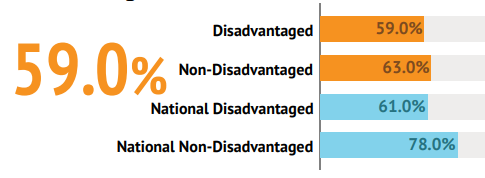 59.0%
Disadvantaged 59.0%
Non-Disadvantaged 63.0%
National Disadvantaged 61.0%
National Non-Disadvantaged 78.0%